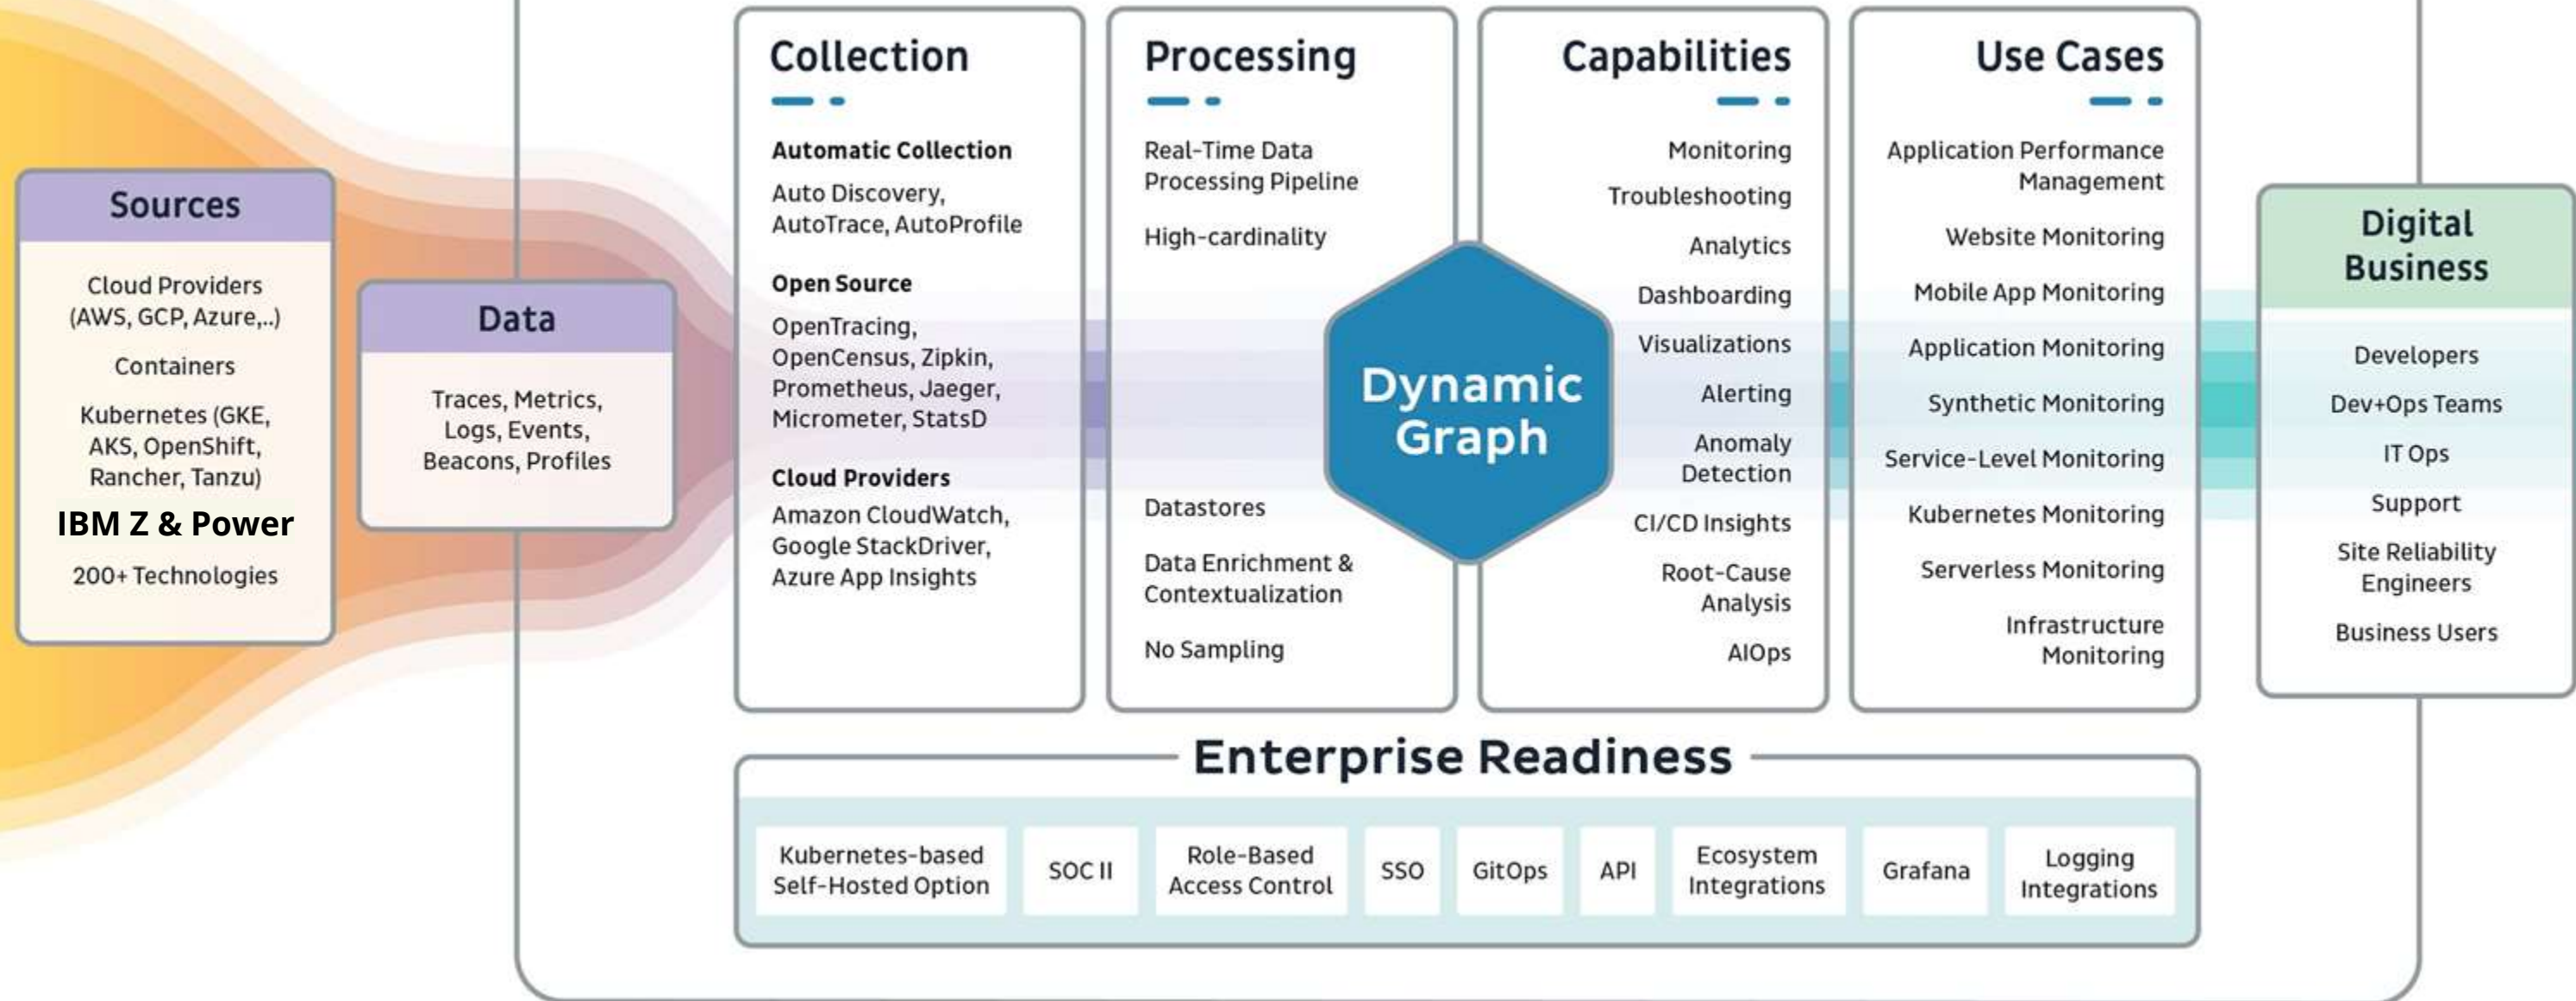 Sources
Cloud Providers
(AWS, GCP, Azure,..)
Containers
Kubernetes (GKE,
AKS, OpenShift,
Rancher, Tanzu)
IBM Z & Power
200+ Technologies
Data
Traces, Metrics,
Logs, Events,
Beacons, Profiles
Collection
Automatic Collection
Auto Discovery,
AutoTrace, AutoProfile
Open Source
OpenTracing,
OpenCensus, Zipkin,
Prometheus, Jaeger,
Micrometer, StatsD
Cloud Providers
Amazon CloudWatch,
Google StackDriver,
Azure App Insights
Processing
Real-Time Data
Processing Pipeline
High-cardinality
Datastores
Data Enrichment &
Contextualization
No Sampling
Dynamic
Graph
Capabilities
Monitoring
Troubleshooting
Analytics
Dashboarding
Visualizations
Alerting
Anomaly
Detection
CI/CD Insights
Root-Cause
Analysis
AIOps
Use Cases
Application Performance
Management
Website Monitoring
Mobile App Monitoring
Application Monitoring
Synthetic Monitoring
Service-Level Monitoring
Kubernetes Monitoring
Serverless Monitoring
Infrastructure
Monitoring
Digital
Business
Developers
Dev+Ops Teams
IT Ops
Support
Site Reliability
Engineers
Business Users
Enterprise Readiness
Kubernetes-based
Self-Hosted Option
SOC II
Role-Based
Access Control
SSO
GitOps
API
Ecosystem
Integrations
Grafana
Logging
Integrations